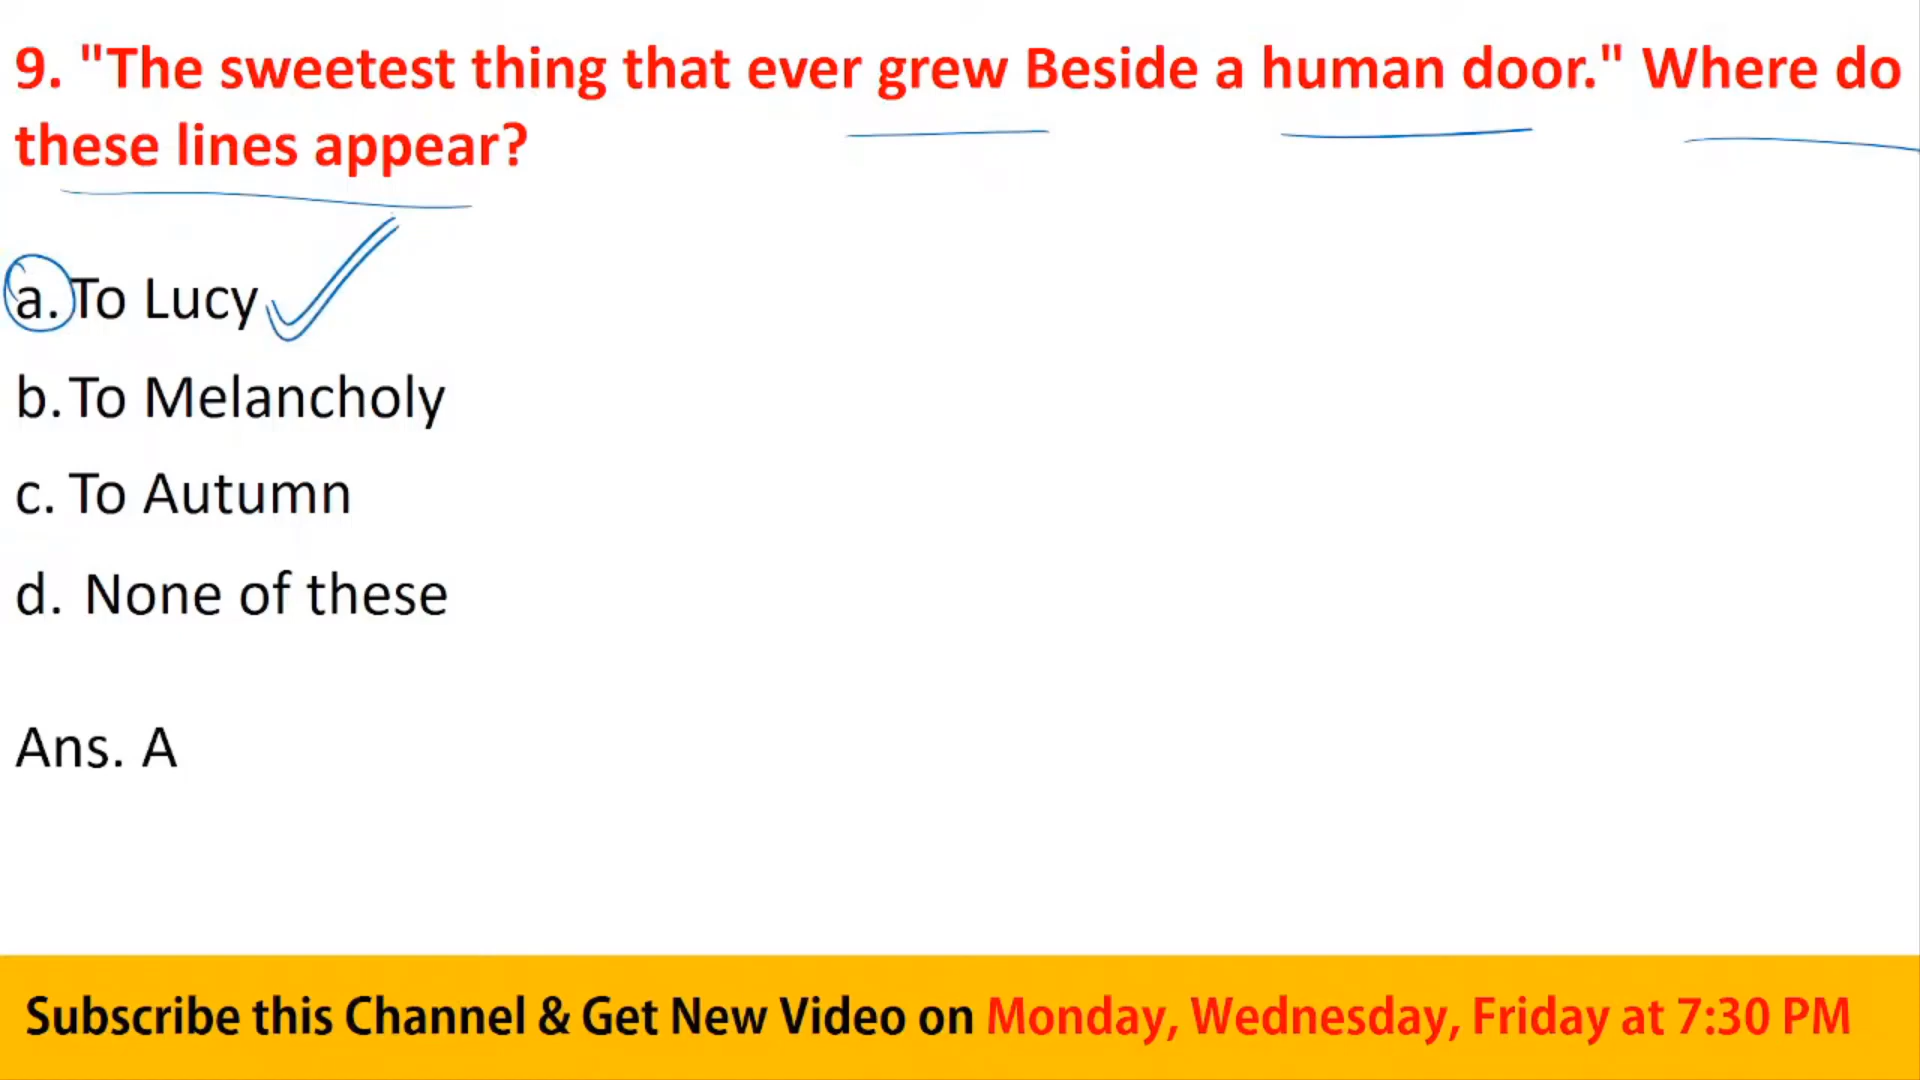 9. "The sweetest thing that ever grew Beside a human door." Where do
these lines appear?
a. To Lucy
b. To Melancholy
c. To Autumn
d. None of these
Ans. A
Subscribe this Channel & Get New Video on Monday, Wednesday, Friday at 7:30 PM